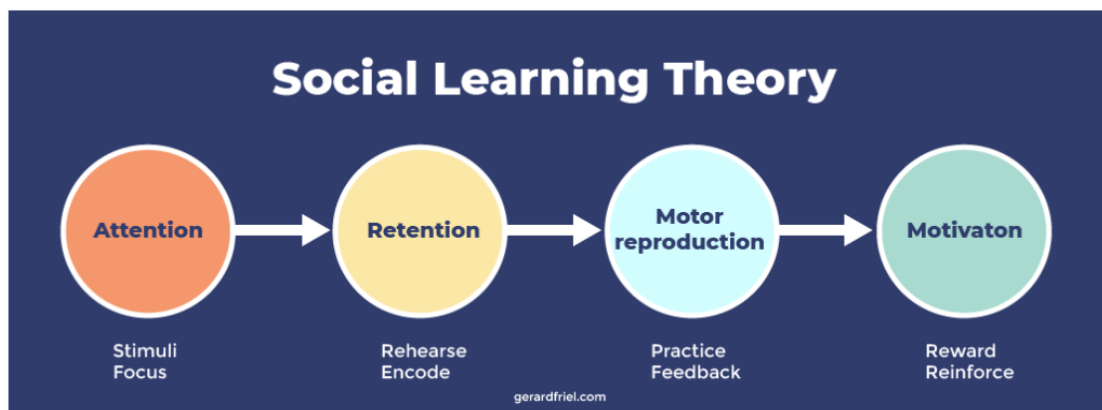 Social Learning Theory
Attention
Retention
Motor
reproduction
Motivaton
Stimuli
Focus
Rehearse
Encode
Practice
Feedback
Reward
Reinforce
gerardfriel.com